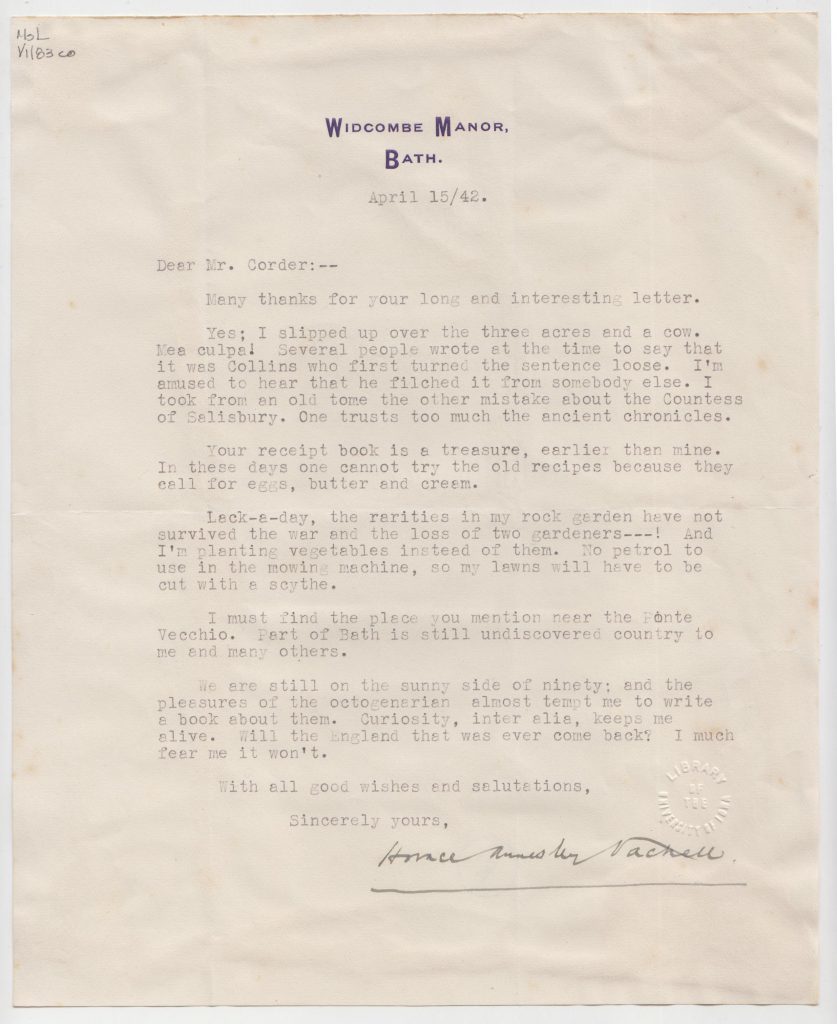 MsL
V1183co
WIDCOMBE MANOR,
BATH.
April 15/42.
Dear Mr. Corder:--
Many thanks for your long and interesting letter.
Yes; I slipped up over the three acres and a cow.
Mea culpa! Several people wrote at the time to say that
it was Collins who first turned the sentence loose. I'm
amused to hear that he filched it from somebody else. I
took from an old tome the other mistake about the Countess
of Salisbury. One trusts too much the ancient chronicles.
Your receipt book is a treasure, earlier than mine.
In these days one cannot try the old recipes because they
call for eggs, butter and cream.
Lack-a-day, the rarities in my rock garden have not
survived the war and the loss of two gardeners---! And
I'm planting vegetables instead of them. No petrol to
use in the mowing machine, so my lawns will have to be
cut with a scythe.
I must find the place you mention near the Ponte
Vecchio. Part of Bath is still undiscovered country to
me and many others.
We are still on the sunny side of ninety; and the
pleasures of the octogenarian almost tempt me to write
a book about them. Curiosity, inter alia, keeps me
alive. Will the England that was ever come back? I much
fear me it won't.
With all good wishes and salutations,
Sincerely yours,
Horace Annesley Vachell.
LIBRARY
OF
THE
UNIVERSITY OF IOWA